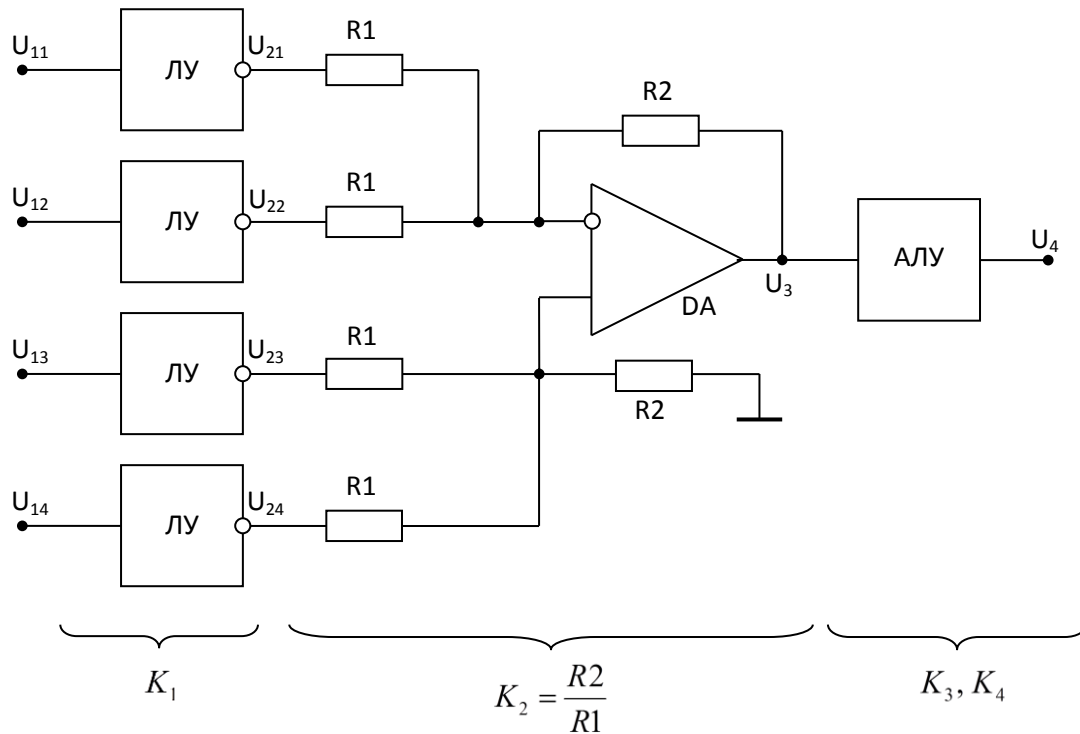 U11 ЛУ U21 R1
U12 ЛУ U22 R1
R2
DA
U3
АЛУ
U4
U13 ЛУ U23 R1
R2
U14 ЛУ U24 R1
K1
K2 = R2/R1
K3, K4